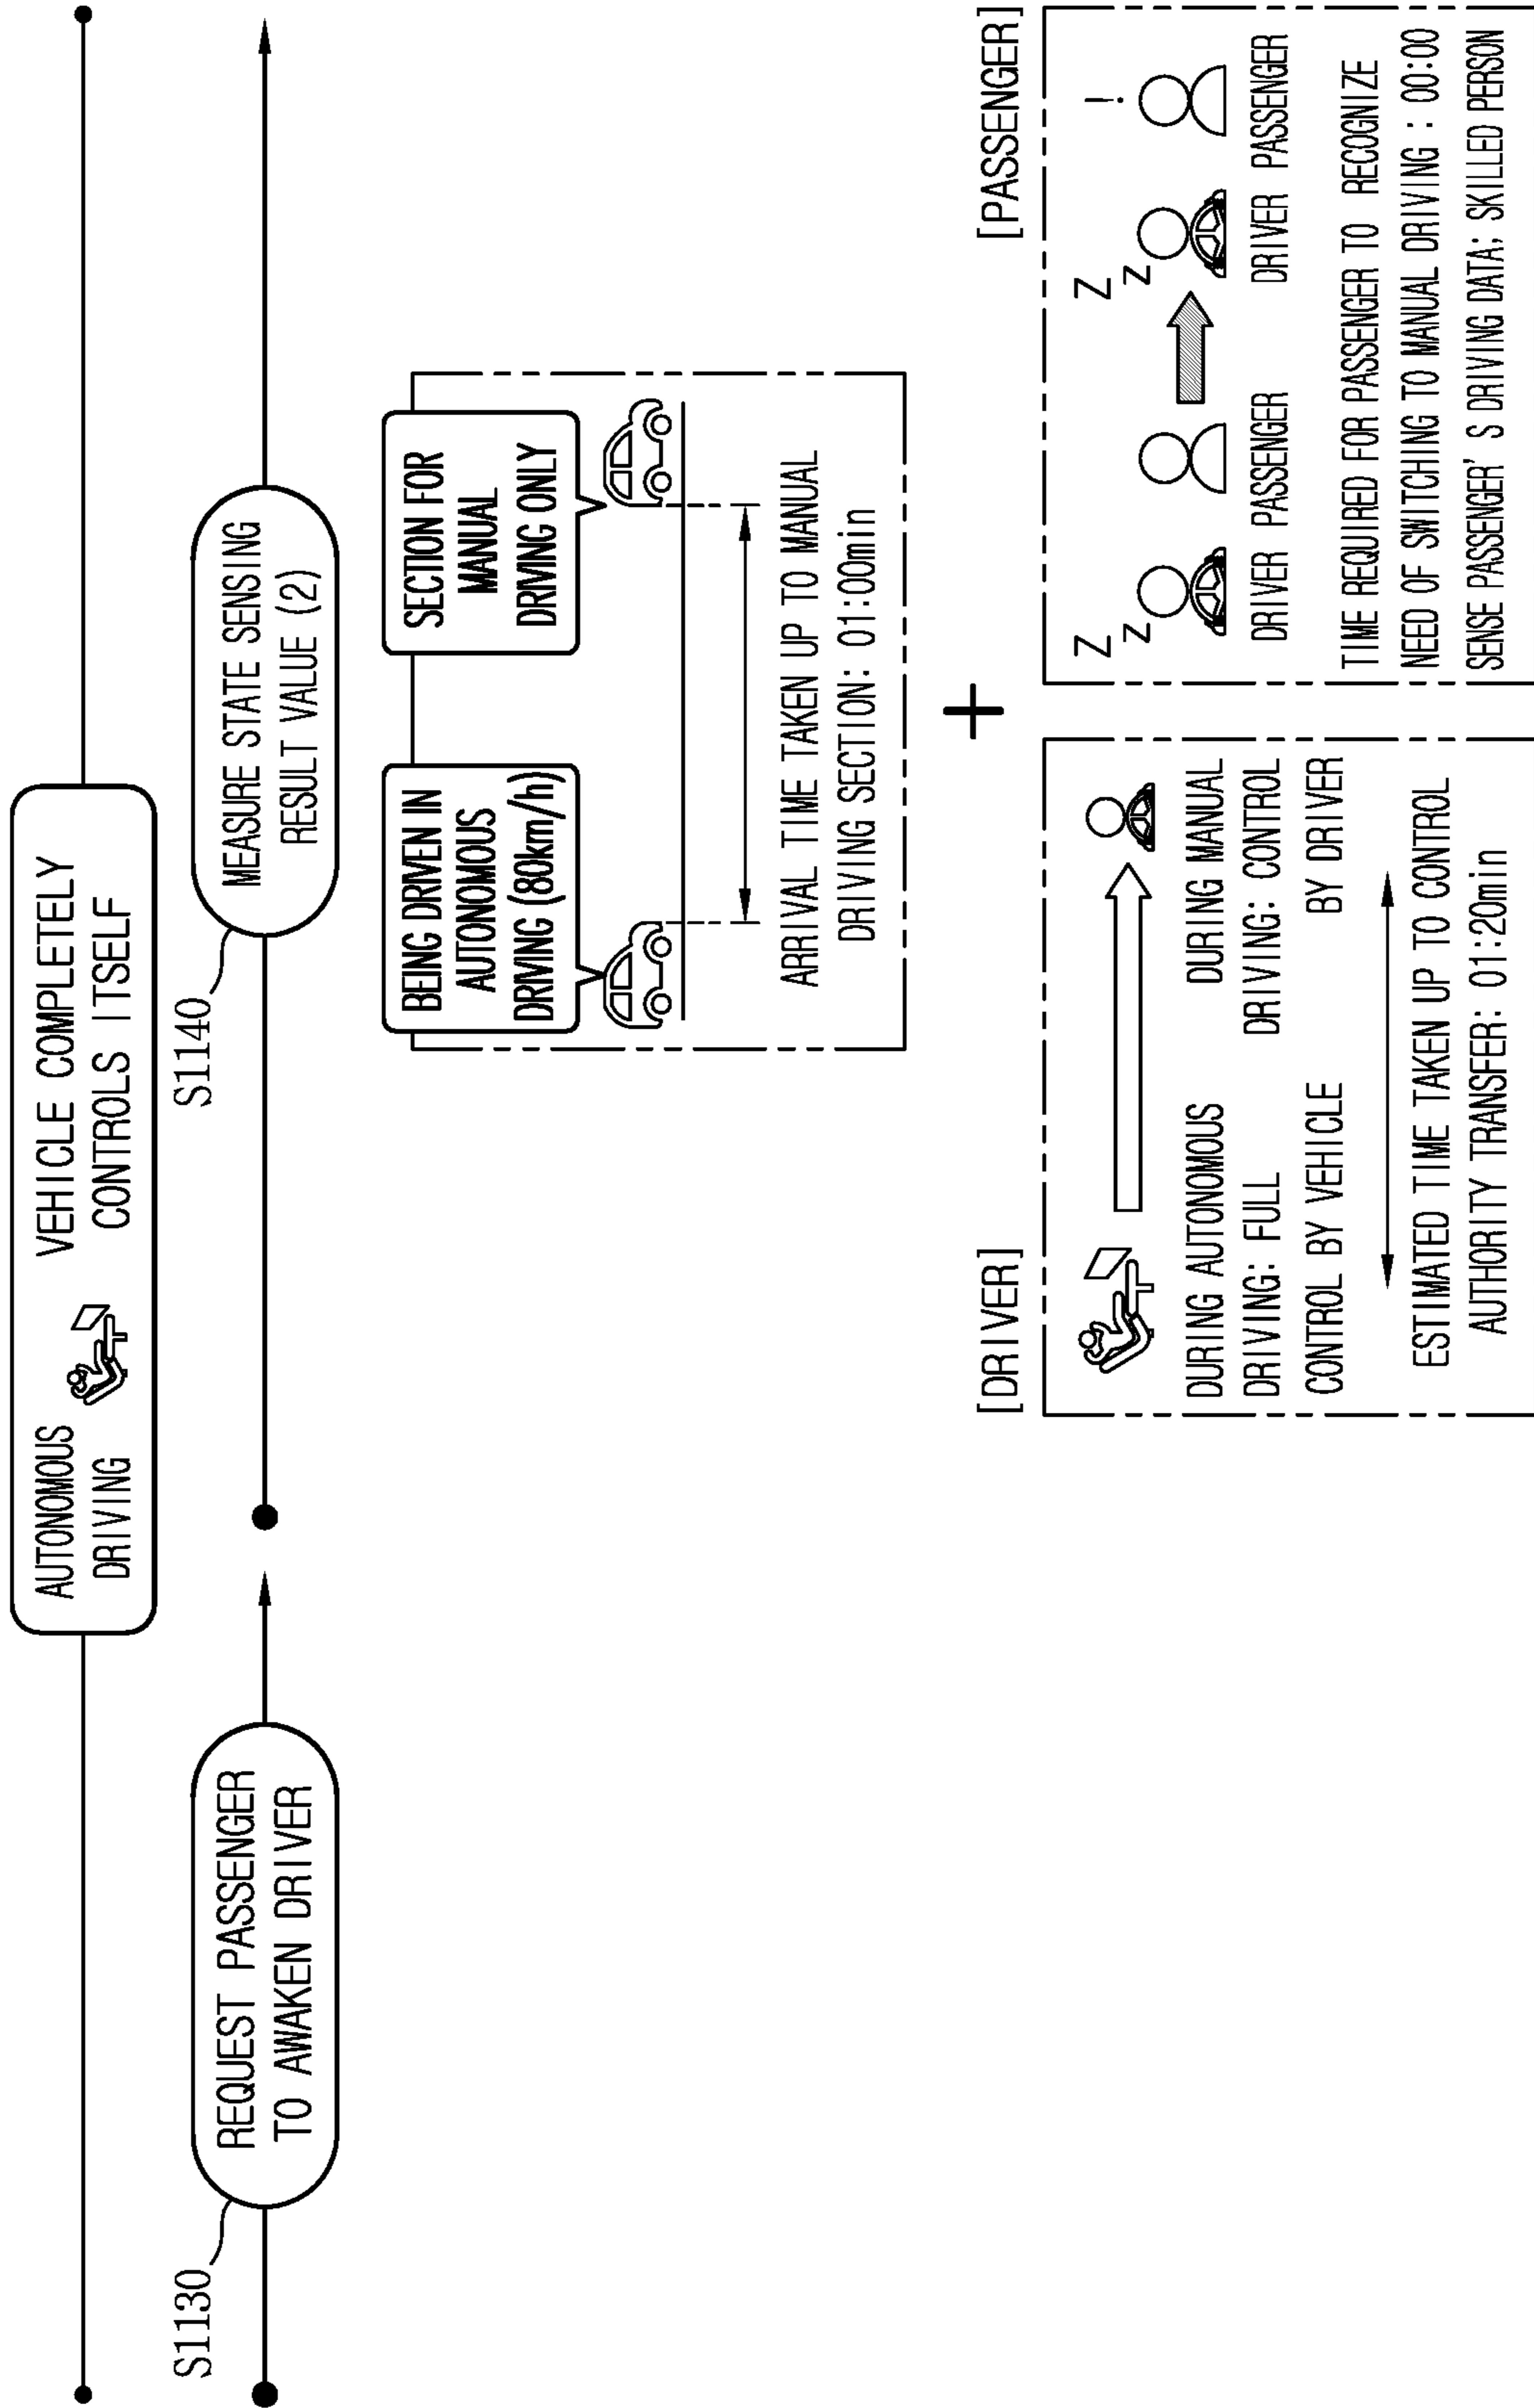 AUTONOMOUS
DRIVING
VEHICLE COMPLETELY
CONTROLS ITSELF
S1130
REQUEST PASSENGER
TO AWAKEN DRIVER
S1140
MEASURE STATE SENSING
RESULT VALUE (2)
BEING DRIVEN IN
AUTONOMOUS
DRIVING (80km/h)
SECTION FOR
MANUAL
DRIVING ONLY
ARRIVAL TIME TAKEN UP TO MANUAL
DRIVING SECTION: 01:00min
+
[DRIVER]
DURING AUTONOMOUS
DRIVING: FULL
CONTROL BY VEHICLE
DURING MANUAL
DRIVING: CONTROL
BY DRIVER
ESTIMATED TIME TAKEN UP TO CONTROL
AUTHORITY TRANSFER: 01:20min
[PASSENGER]
Z
z
Z
z
!
DRIVER PASSENGER
DRIVER PASSENGER
TIME REQUIRED FOR PASSENGER TO RECOGNIZE
NEED OF SWITCHING TO MANUAL DRIVING : 00:00
SENSE PASSENGER' S DRIVING DATA; SKILLED PERSON